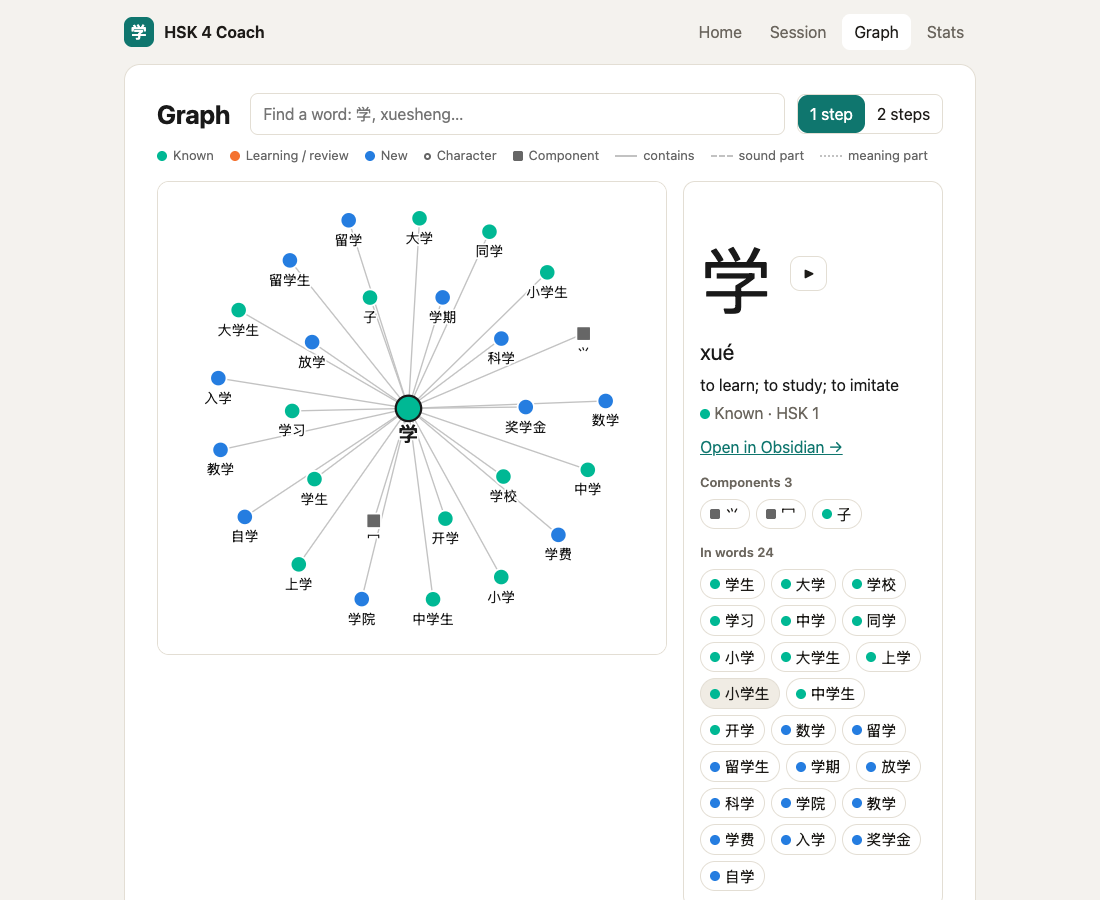 学 HSK 4 Coach Home Session Graph Stats
Graph Find a word: 学, xuesheng... 1 step 2 steps
Known Learning / review New Character Component contains sound part meaning part
留学 大学 同学
留学生 小学生
子 学期
大学生 放学 科学 ⺍
入学 学习 学 奖学金 数学
教学 学生 学校 中学
自学 冖 开学 学费
上学 小学
学院 中学生
学 ▶
xué
to learn; to study; to imitate
Known · HSK 1
Open in Obsidian →
Components 3
⺍ 冖 子
In words 24
学生 大学 学校
学习 中学 同学
小学 大学生 上学
小学生 中学生
开学 数学 留学
留学生 学期 放学
科学 学院 教学
学费 入学 奖学金
自学